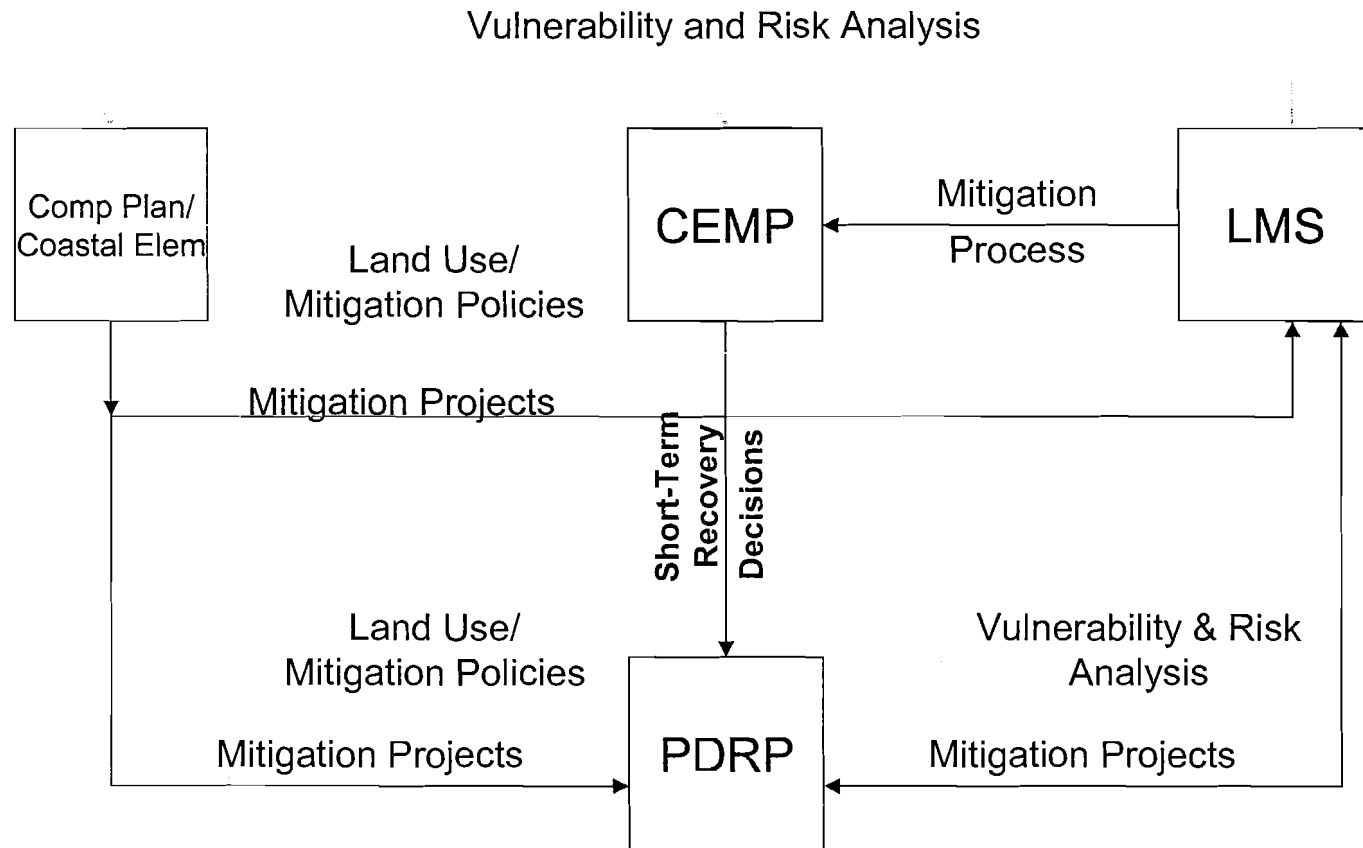 Vulnerability and Risk Analysis
Comp Plan/
Coastal Elem
CEMP
Mitigation
Process
LMS
Land Use/
Mitigation Policies
Mitigation Projects
Short-Term
Recovery
Decisions
Land Use/
Mitigation Policies
Mitigation Projects
PDRP
Vulnerability & Risk
Analysis
Mitigation Projects